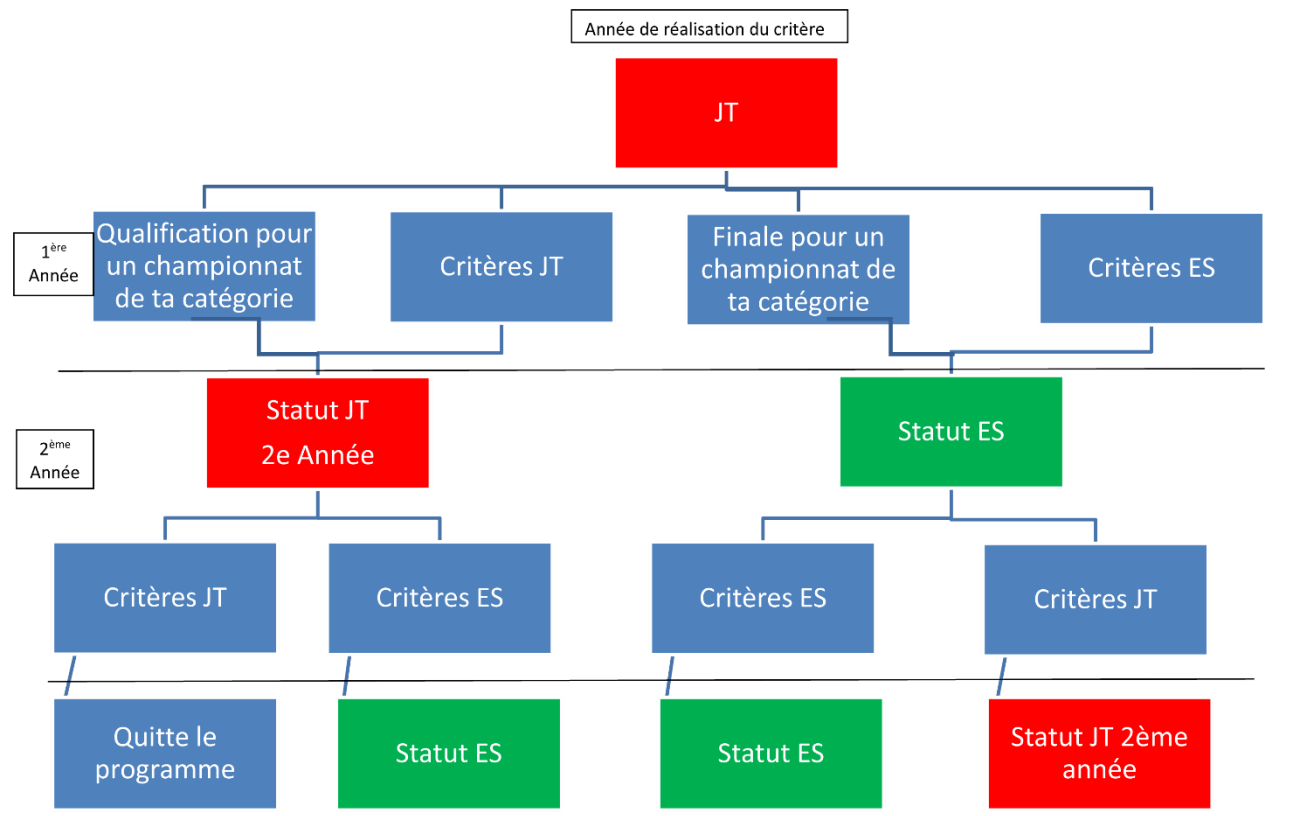 Année de réalisation du critère
JT
1ère
Année
Qualification pour
un championnat
de ta catégorie
Critères JT
Finale pour un
championnat de
ta catégorie
Critères ES
2ème
Année
Statut JT
2e Année
Statut ES
Critères JT
Critères ES
Critères ES
Critères JT
Quitte le
programme
Statut ES
Statut ES
Statut JT 2ème
année